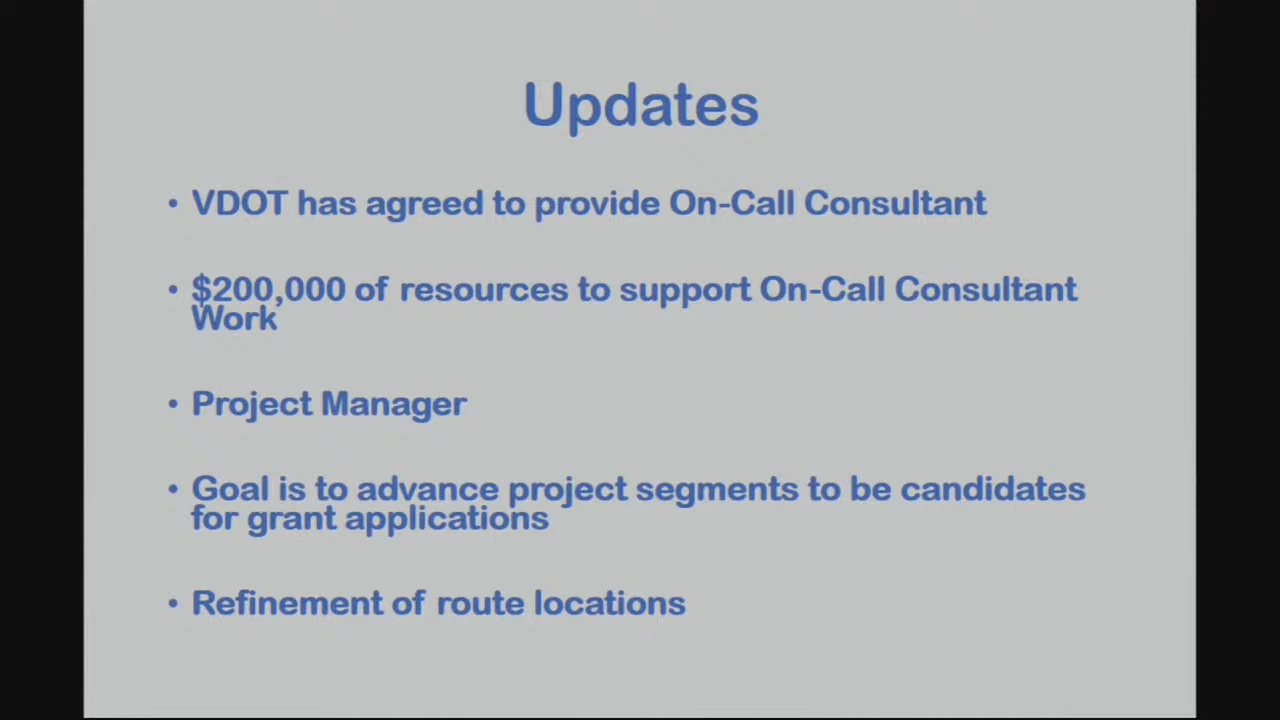 Updates
• VDOT has agreed to provide On-Call Consultant
• $200,000 of resources to support On-Call Consultant
Work
• Project Manager
• Goal is to advance project segments to be candidates
for grant applications
• Refinement of route locations